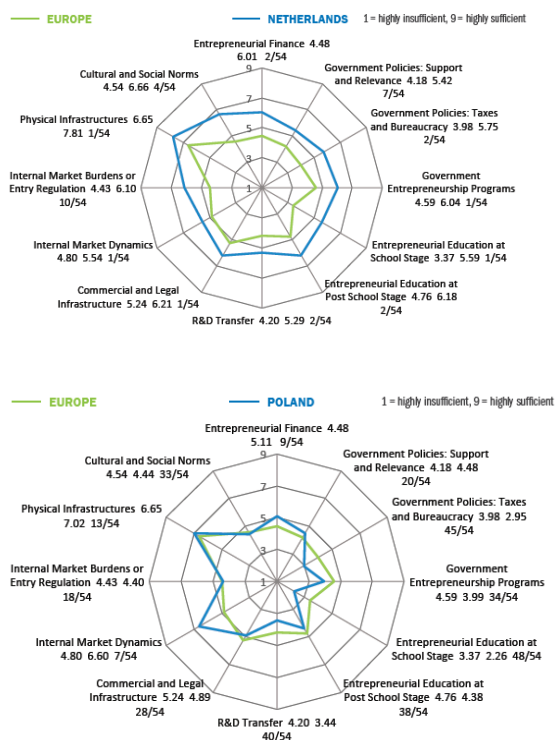 EUROPE NETHERLANDS 1 = highly insufficient, 9 = highly sufficient
Entrepreneurial Finance 4.48
6.01 2/54
Government Policies: Support
and Relevance 4.18 5.42
7/54
Government Policies: Taxes
and Bureaucracy 3.98 5.75
2/54
Government
Entrepreneurship Programs
4.59 6.04 1/54
Entrepreneurial Education at
School Stage 3.37 5.59 1/54
Entrepreneurial Education at
Post School Stage 4.76 6.18
2/54
R&D Transfer 4.20 5.29 2/54
Commercial and Legal
Infrastructure 5.24 6.21 1/54
Internal Market Dynamics
4.80 5.54 1/54
Internal Market Burdens or
Entry Regulation 4.43 6.10
10/54
Physical Infrastructures 6.65
7.81 1/54
Cultural and Social Norms
4.54 6.66 4/54
9
7
5
3
1
EUROPE POLAND 1 = highly insufficient, 9 = highly sufficient
Entrepreneurial Finance 4.48
5.11 9/54
Government Policies: Support
and Relevance 4.18 4.48
20/54
Government Policies: Taxes
and Bureaucracy 3.98 2.95
45/54
Government
Entrepreneurship Programs
4.59 3.99 34/54
Entrepreneurial Education at
School Stage 3.37 2.26 48/54
Entrepreneurial Education at
Post School Stage 4.76 4.38
38/54
R&D Transfer 4.20 3.44
40/54
Commercial and Legal
Infrastructure 5.24 4.89
28/54
Internal Market Dynamics
4.80 6.60 7/54
Internal Market Burdens or
Entry Regulation 4.43 4.40
18/54
Physical Infrastructures 6.65
7.02 13/54
Cultural and Social Norms
4.54 4.44 33/54
9
7
5
3
1